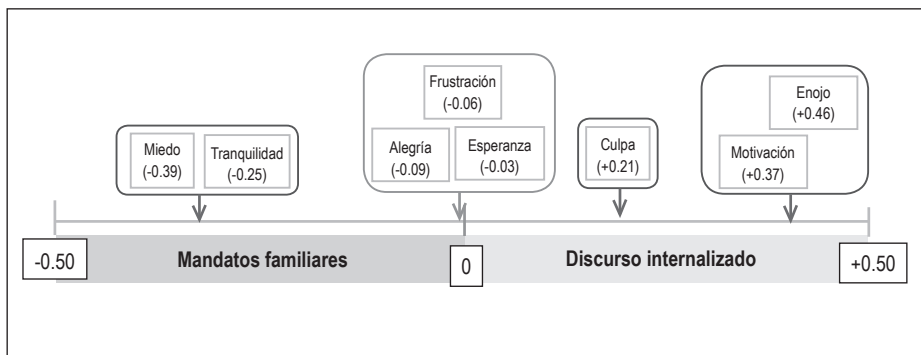 Frustración
(-0.06)
Enojo
(+0.46)
Miedo
(-0.39)
Tranquilidad
(-0.25)
Alegría
(-0.09)
Esperanza
(-0.03)
Culpa
(+0.21)
Motivación
(+0.37)
-0.50
Mandatos familiares
0
Discurso internalizado
+0.50